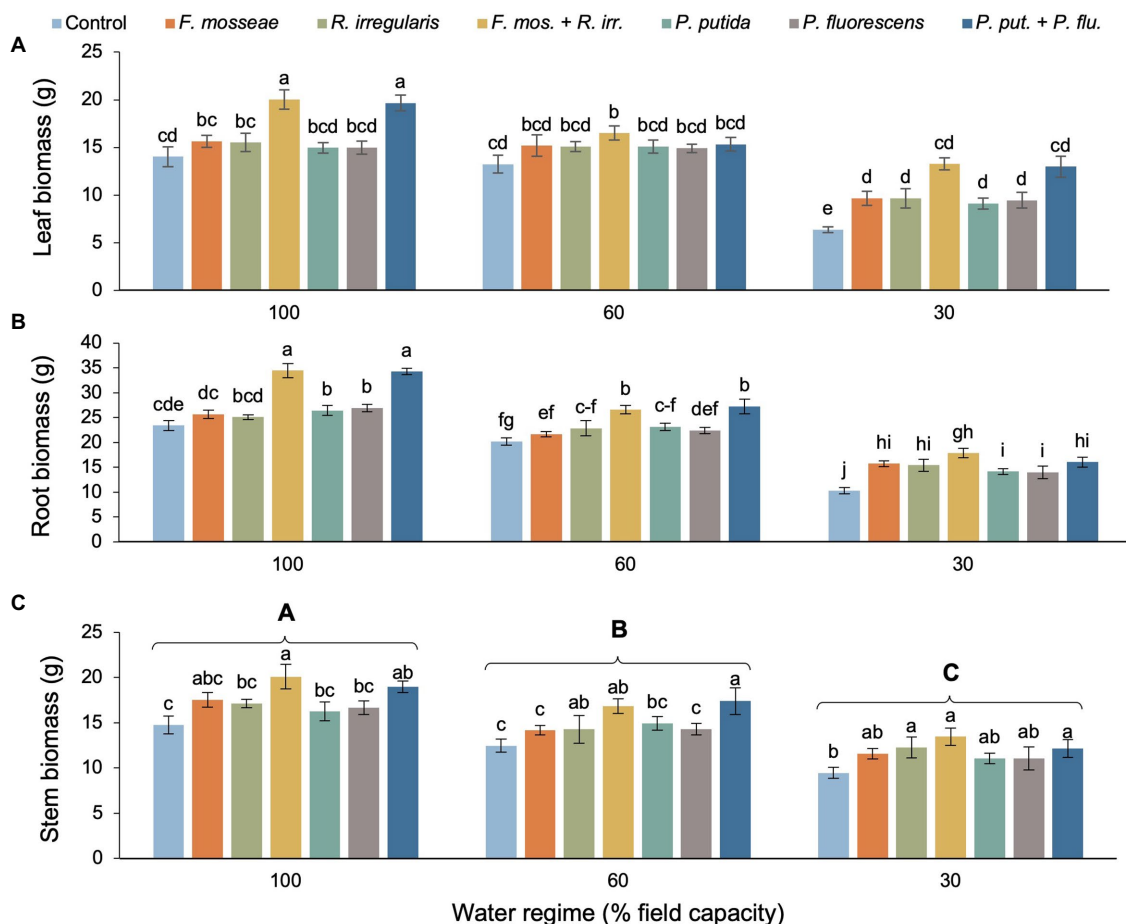 Control F. mosseae R. irregularis F. mos. + R. irr. P. putida P. fluorescens P. put. + P. flu.
A
Leaf biomass (g)
25
20
15
10
5
0
cd bc bc a bcd bcd a
cd bcd bcd b bcd bcd bcd
e d d cd d d cd
100 60 30
B
Root biomass (g)
40
35
30
25
20
15
10
5
0
cde dc bcd a b b a
fg ef c-f b c-f def b
j hi hi gh i i hi
100 60 30
C
Stem biomass (g)
25
20
15
10
5
0
A B C
c abc bc a bc bc ab
c c ab ab bc c a
b ab a a ab ab a
100 60 30
Water regime (% field capacity)